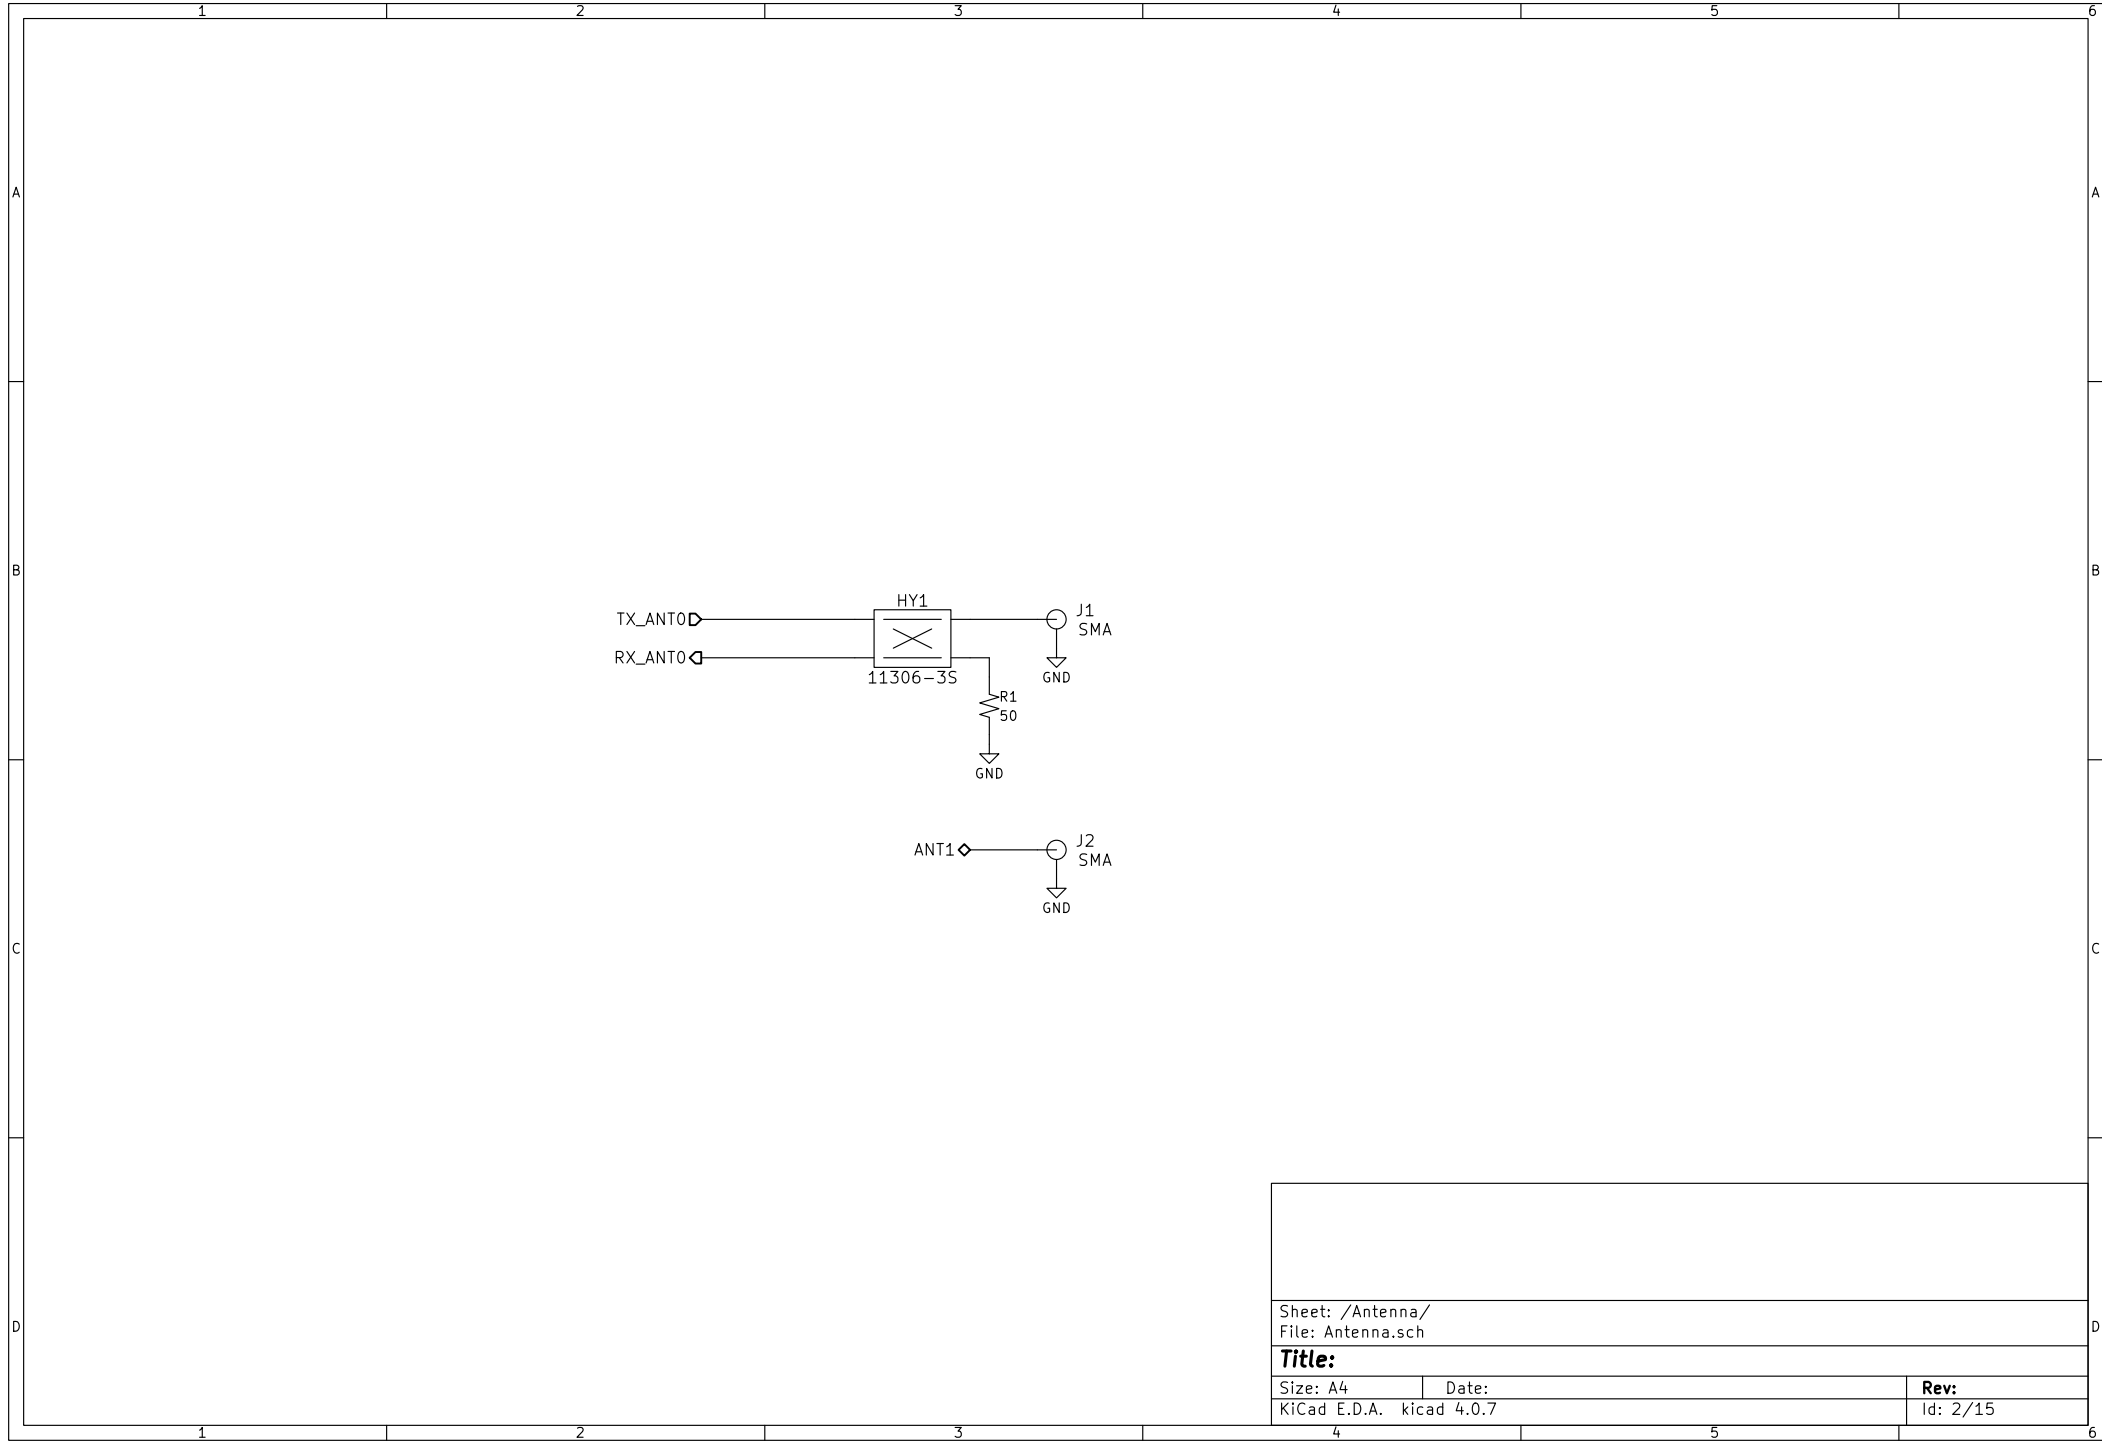 1 2 3 4 5 6
A A
B B
HY1
TX_ANT0
J1
SMA
RX_ANT0
11306-3S
GND
R1
50
GND
ANT1
J2
SMA
GND
C C
Sheet: /Antenna/
File: Antenna.sch
D D
Title:
Size: A4 Date: Rev:
KiCad E.D.A. kicad 4.0.7 Id: 2/15
1 2 3 4 5 6